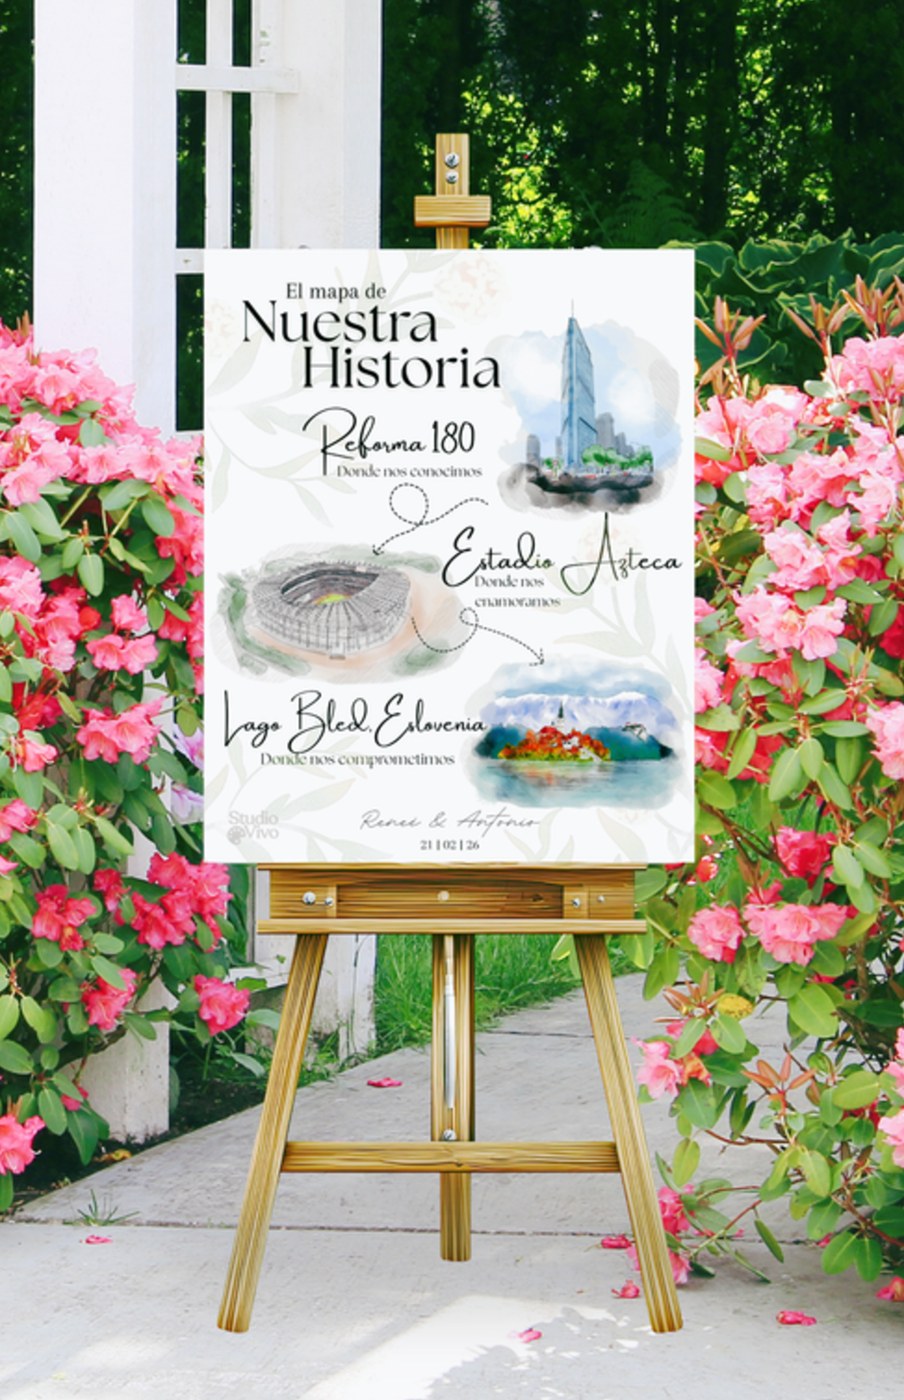 El mapa de
Nuestra
Historia
Reforma 180
Donde nos conocimos
Estadio Azteca
Donde nos
enamoramos
Lago Bled, Eslovenia
Donde nos comprometimos
Studio
Vivo
Renei & Antonio
21 | 02 | 26